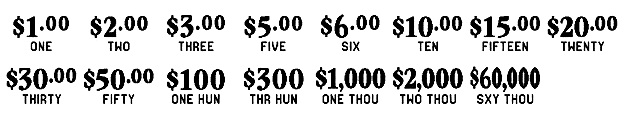 $1.00 $2.00 $3.00 $5.00 $6.00 $10.00 $15.00 $20.00
ONE TWO THREE FIVE SIX TEN FIFTEEN TWENTY
$30.00 $50.00 $100 $300 $1,000 $2,000 $60,000
THIRTY FIFTY ONE HUN THR HUN ONE THOU TWO THOU SXY THOU